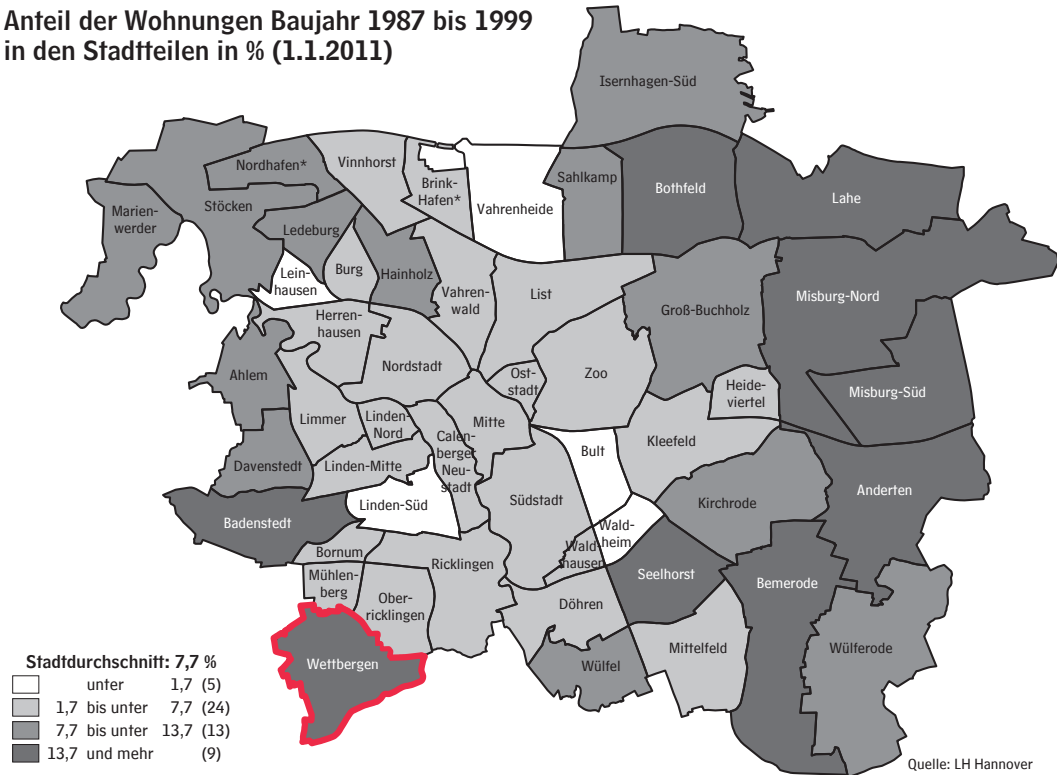 Anteil der Wohnungen Baujahr 1987 bis 1999
in den Stadtteilen in % (1.1.2011)
Isernhagen-Süd
Nordhafen*
Vinnhorst
Brink-
Hafen*
Vahrenheide
Sahlkamp
Bothfeld
Lahe
Marien-
werder
Stöcken
Ledeburg
Lein-
hausen
Burg
Hainholz
Vahren-
wald
List
Groß-Buchholz
Misburg-Nord
Herren-
hausen
Nordstadt
Ost-
stadt
Zoo
Heide-
viertel
Misburg-Süd
Ahlem
Limmer
Linden-
Nord
Calen-
berger
Neu-
stadt
Mitte
Bult
Kleefeld
Davenstedt
Linden-Mitte
Linden-Süd
Südstadt
Kirchrode
Anderten
Badenstedt
Wald-
heim
Wald-
hausen
Bornum
Ricklingen
Seelhorst
Bemerode
Mühlen-
berg
Ober-
ricklingen
Döhren
Mittelfeld
Wülferode
Wettbergen
Wülfel
Stadtdurchschnitt: 7,7 %
unter 1,7 (5)
1,7 bis unter 7,7 (24)
7,7 bis unter 13,7 (13)
13,7 und mehr (9)
Quelle: LH Hannover